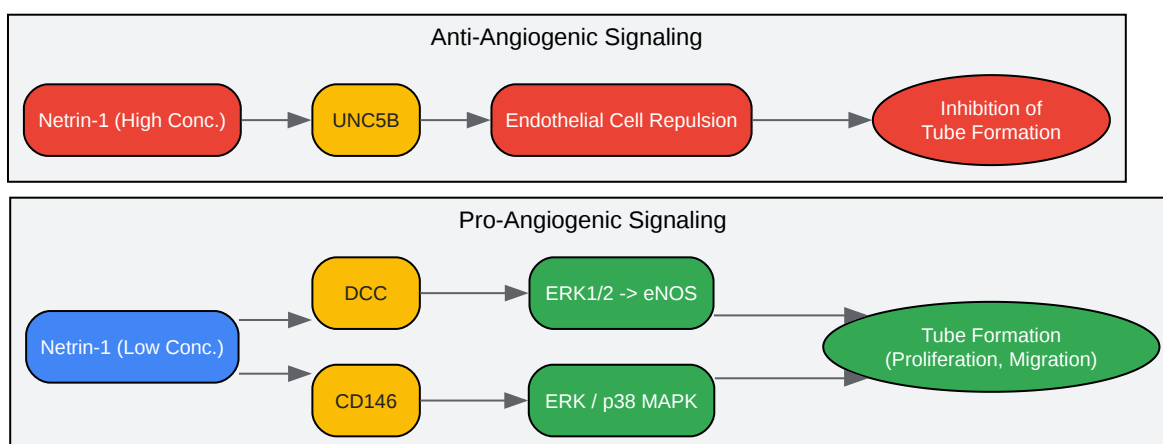 Anti-Angiogenic Signaling
Netrin-1 (High Conc.)
UNC5B
Endothelial Cell Repulsion
Inhibition of
Tube Formation
Pro-Angiogenic Signaling
Netrin-1 (Low Conc.)
DCC
ERK1/2 -> eNOS
CD146
ERK / p38 MAPK
Tube Formation
(Proliferation, Migration)